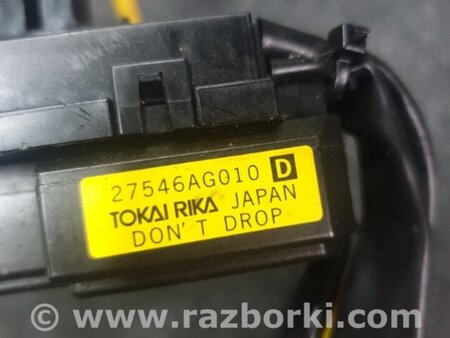 27546AG010 D
TOKAI RIKA JAPAN
DON'T DROP
© www.razborki.com